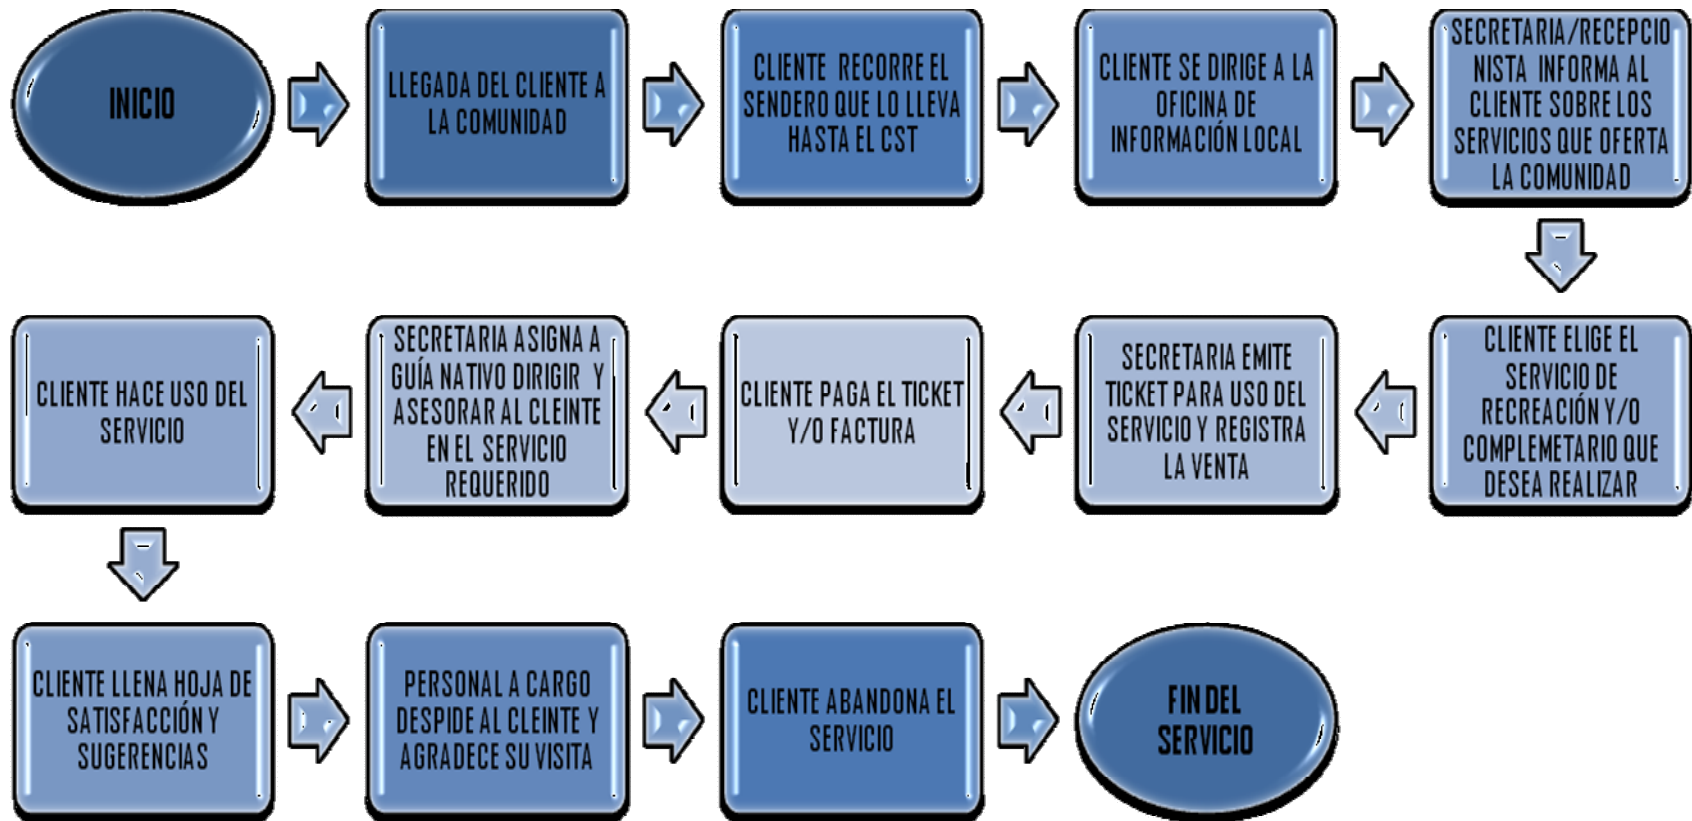 INICIO
LLEGADA DEL CLIENTE A
LA COMUNIDAD
CLIENTE RECORRE EL
SENDERO QUE LO LLEVA
HASTA EL CST
CLIENTE SE DIRIGE A LA
OFICINA DE
INFORMACIÓN LOCAL
SECRETARIA/RECEPCIO
NISTA INFORMA AL
CLIENTE SOBRE LOS
SERVICIOS QUE OFERTA
LA COMUNIDAD
CLIENTE ELIGE EL
SERVICIO DE
RECREACIÓN Y/O
COMPLEMETARIO QUE
DESEA REALIZAR
SECRETARIA EMITE
TICKET PARA USO DEL
SERVICIO Y REGISTRA
LA VENTA
CLIENTE PAGA EL TICKET
Y/O FACTURA
SECRETARIA ASIGNA A
GUÍA NATIVO DIRIGIR Y
ASESORAR AL CLEINTE
EN EL SERVICIO
REQUERIDO
CLIENTE HACE USO DEL
SERVICIO
CLIENTE LLENA HOJA DE
SATISFACCIÓN Y
SUGERENCIAS
PERSONAL A CARGO
DESPIDE AL CLEINTE Y
AGRADECE SU VISITA
CLIENTE ABANDONA EL
SERVICIO
FIN DEL
SERVICIO